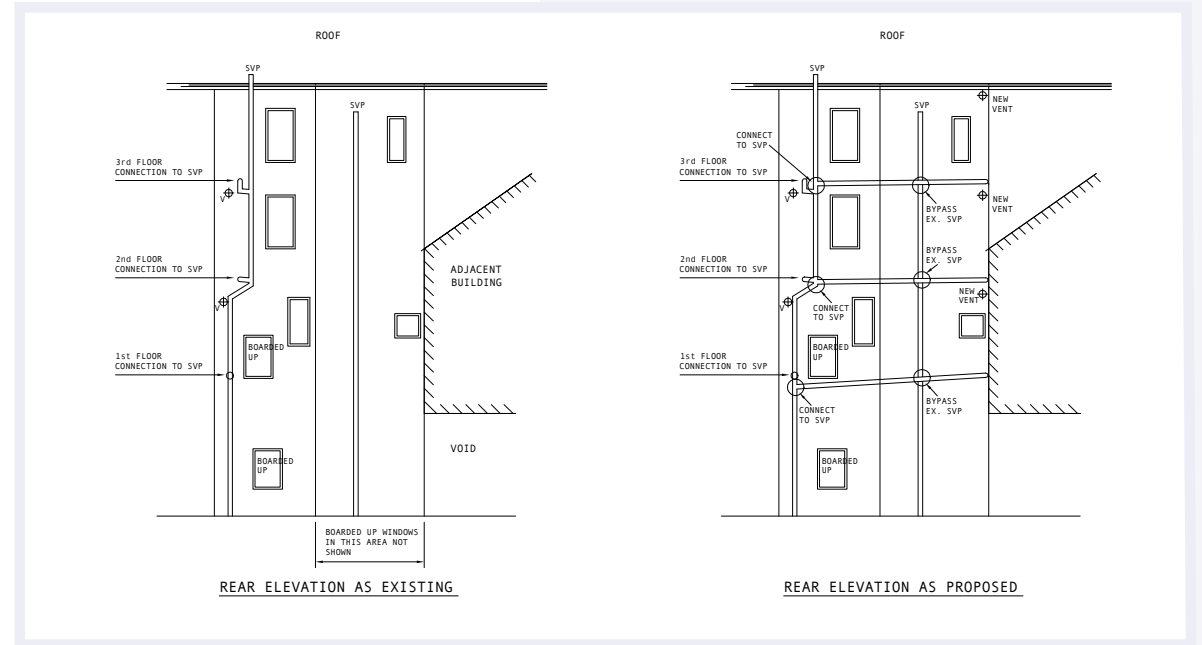 ROOF
SVP
SVP
3rd FLOOR
CONNECTION TO SVP
V
2nd FLOOR
CONNECTION TO SVP
V
ADJACENT
BUILDING
BOARDED
UP
1st FLOOR
CONNECTION TO SVP
VOID
BOARDED
UP
BOARDED UP WINDOWS
IN THIS AREA NOT
SHOWN
REAR ELEVATION AS EXISTING
ROOF
SVP
SVP
NEW
VENT
CONNECT
TO SVP
3rd FLOOR
CONNECTION TO SVP
V
BYPASS
EX. SVP
NEW
VENT
2nd FLOOR
CONNECTION TO SVP
BYPASS
EX. SVP
V
CONNECT
TO SVP
NEW
VENT
BOARDED
UP
1st FLOOR
CONNECTION TO SVP
CONNECT
TO SVP
BYPASS
EX. SVP
BOARDED
UP
REAR ELEVATION AS PROPOSED